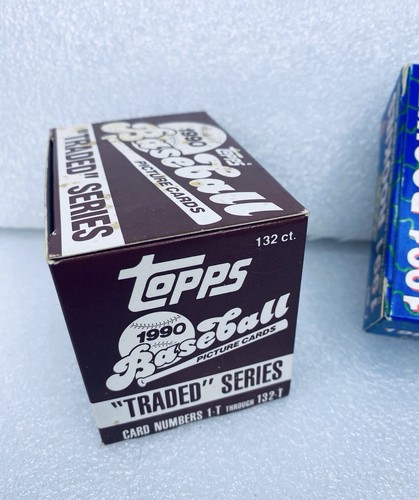 1990
topps
Baseball
PICTURE CARDS
"TRADED" SERIES
132 ct.
topps
1990
Baseball
PICTURE CARDS
"TRADED" SERIES
CARD NUMBERS 1-T THROUGH 132-T